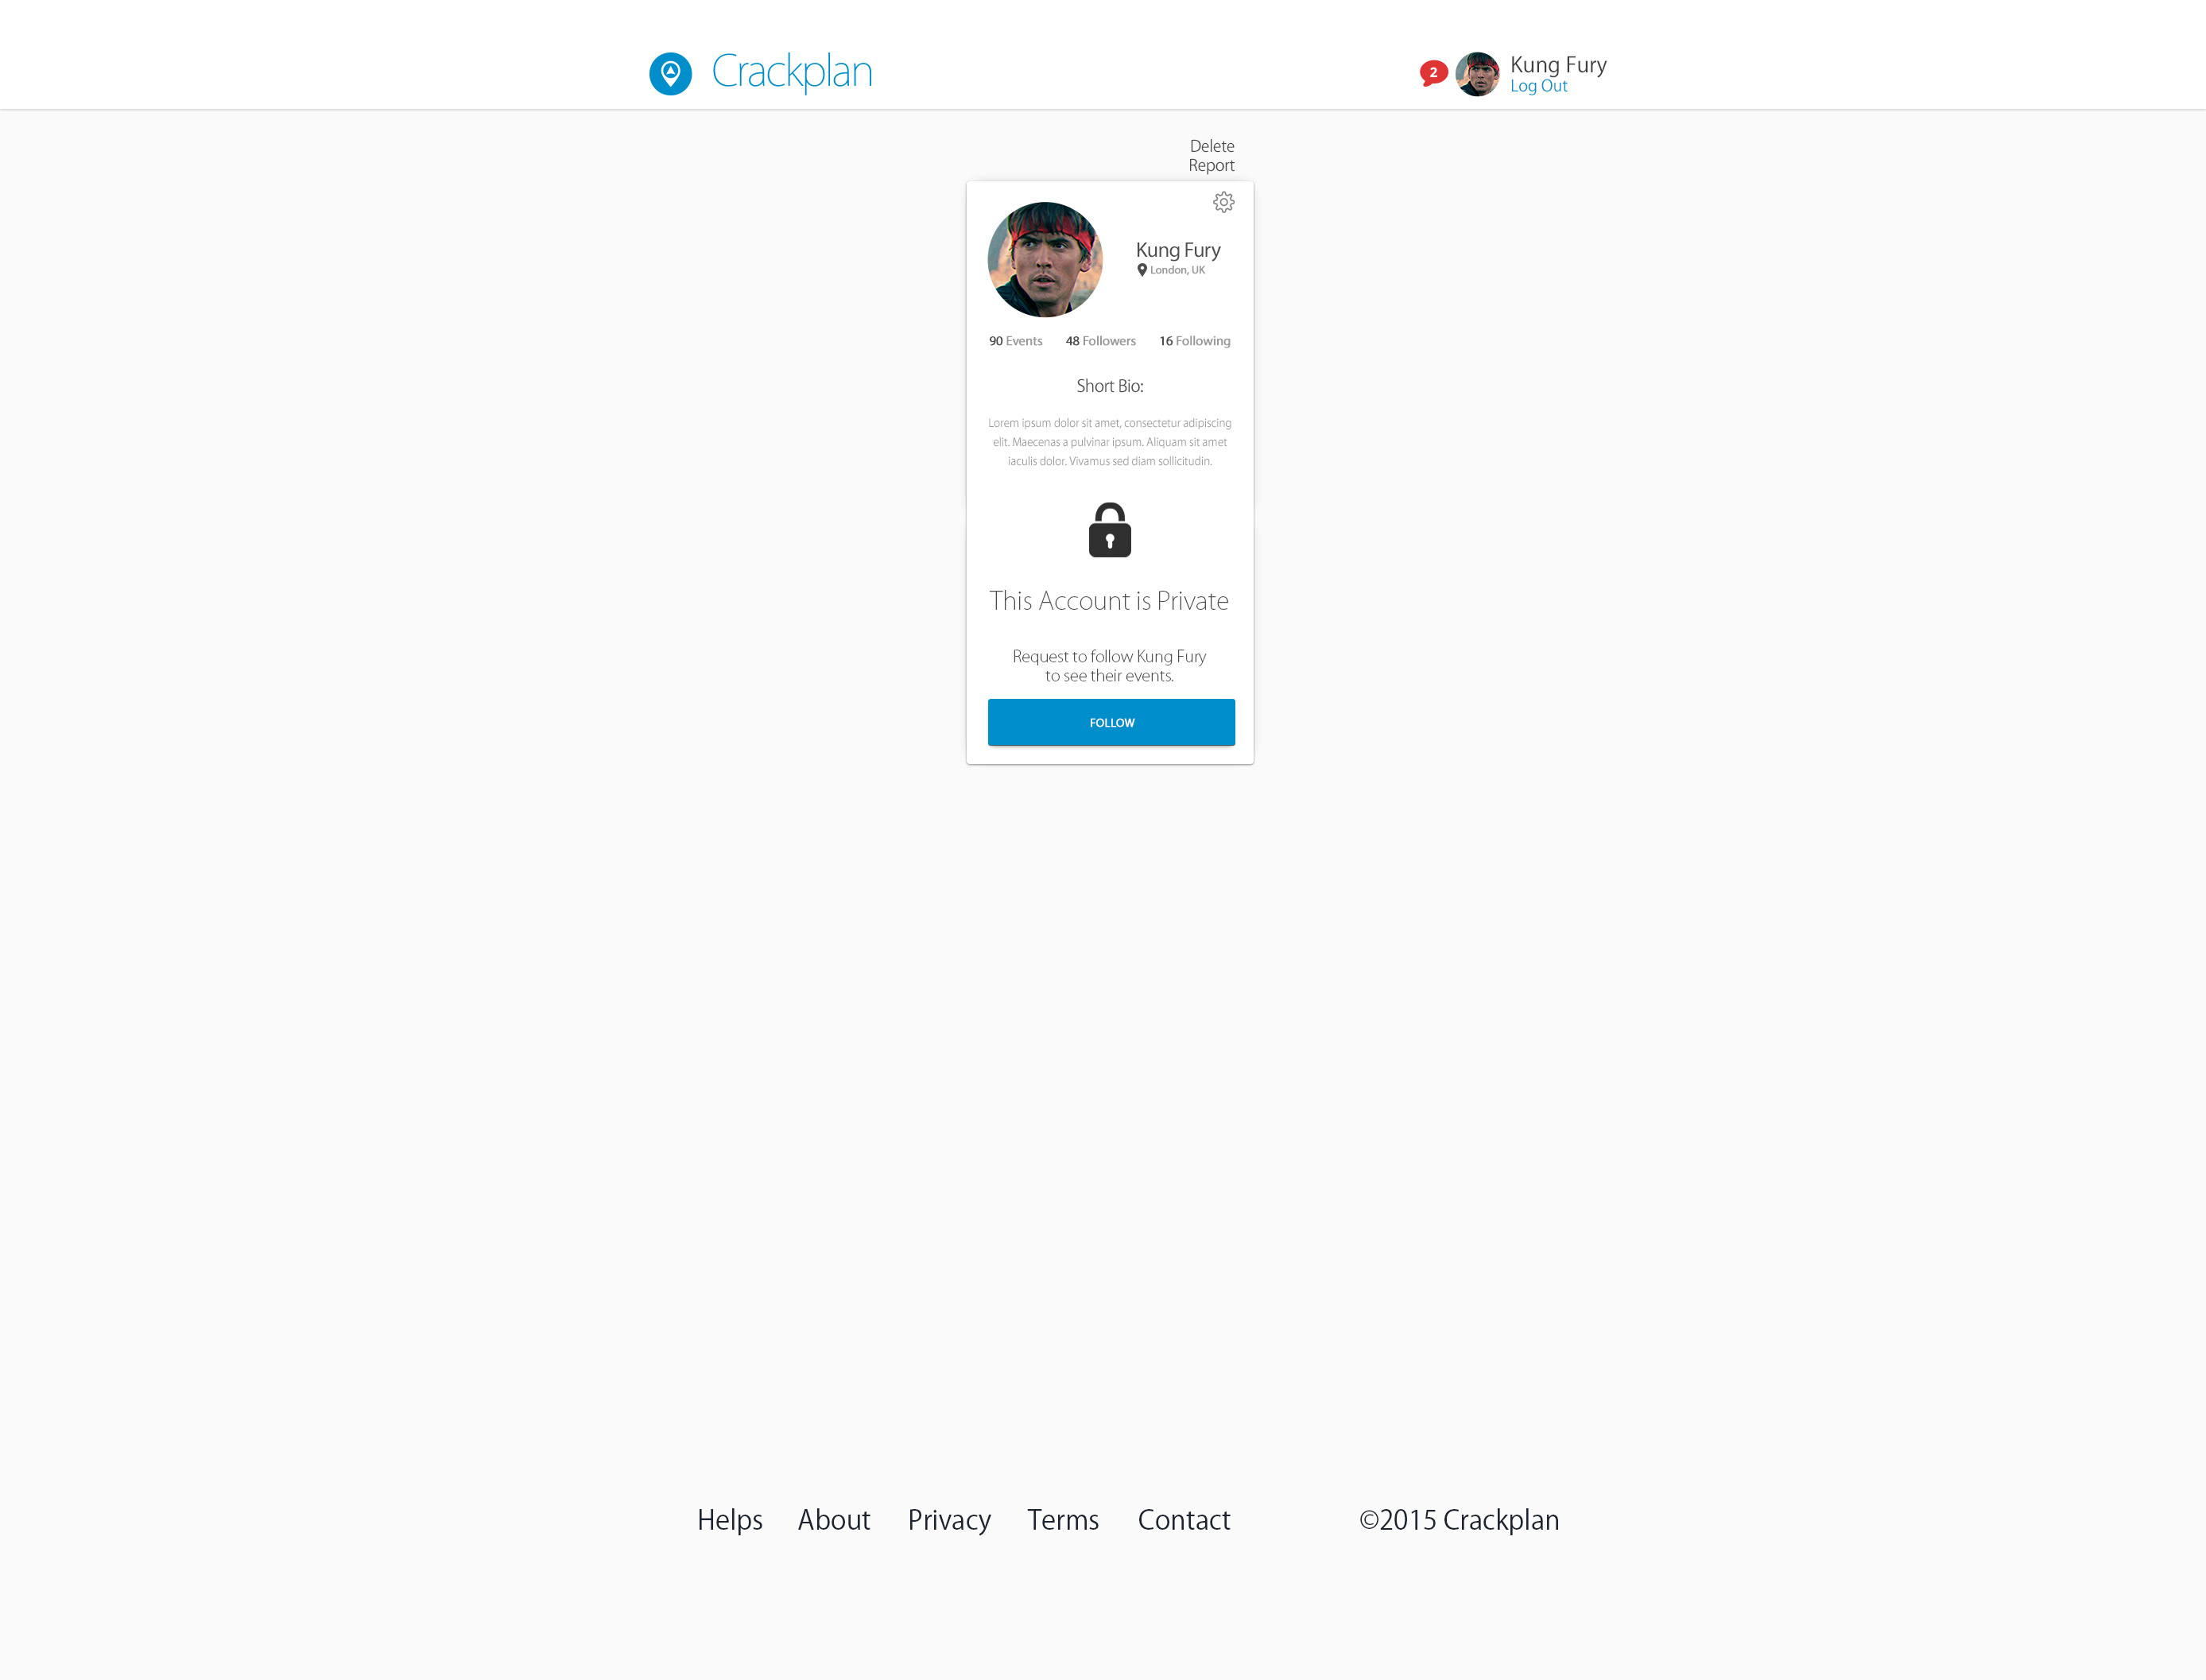 Crackplan
2
Kung Fury
Log Out
Delete
Report
Kung Fury
London, UK
90 Events 48 Followers 16 Following
Short Bio:
Lorem ipsum dolor sit amet, consectetur adipiscing
elit. Maecenas a pulvinar ipsum. Aliquam sit amet
iaculis dolor. Vivamus sed diam sollicitudin.
This Account is Private
Request to follow Kung Fury
to see their events.
FOLLOW
Helps About Privacy Terms Contact ©2015 Crackplan